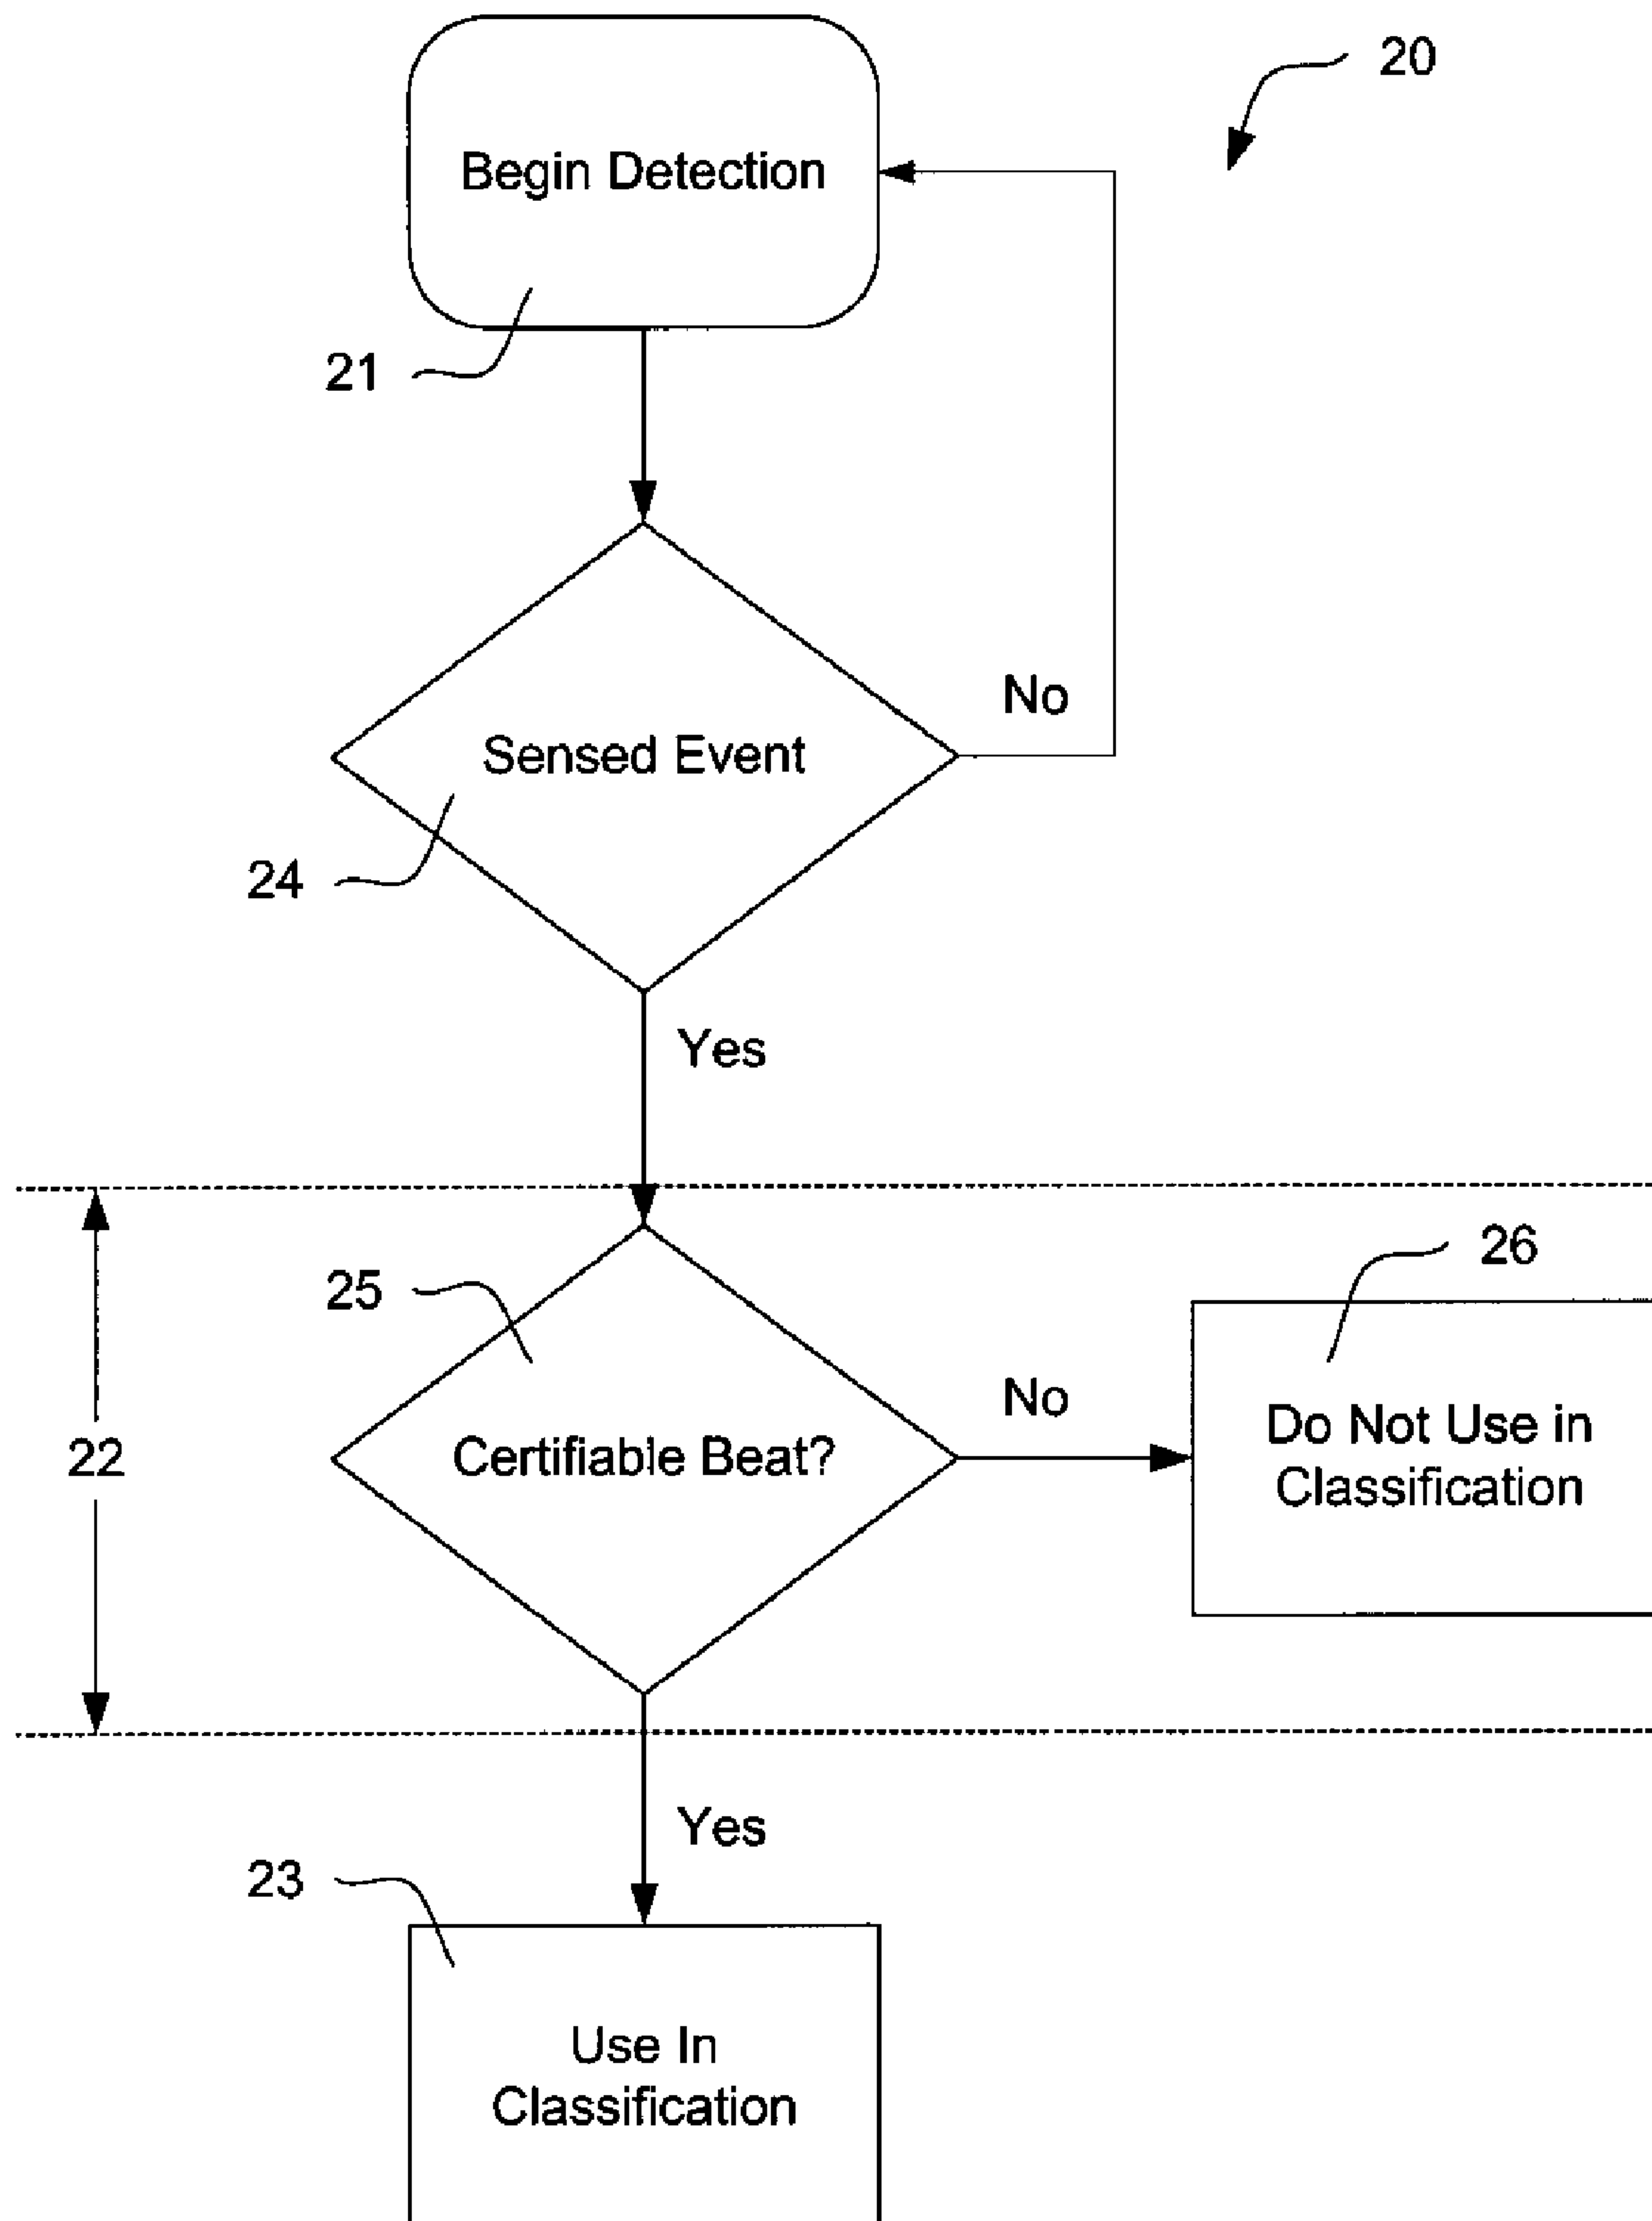 20
Begin Detection
21
No
Sensed Event
24
Yes
26
25
No
Do Not Use in
Classification
22
Certifiable Beat?
Yes
23
Use In
Classification